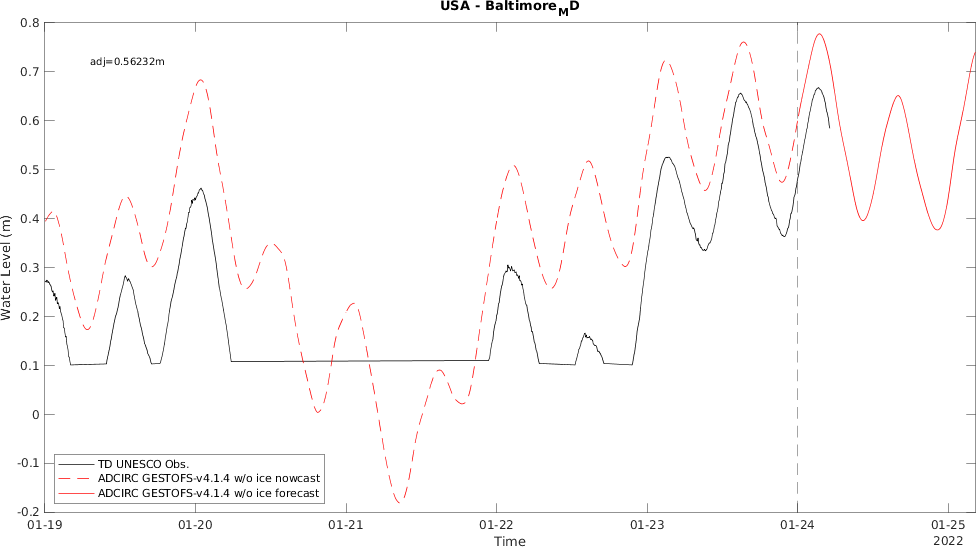 USA - Baltimore_MD
0.8
0.7
0.6
0.5
0.4
0.3
0.2
0.1
0
-0.1
-0.2
Water Level (m)
adj=0.56232m
TD UNESCO Obs.
ADCIRC GESTOFS-v4.1.4 w/o ice nowcast
ADCIRC GESTOFS-v4.1.4 w/o ice forecast
01-19 01-20 01-21 01-22 01-23 01-24 01-25
Time 2022